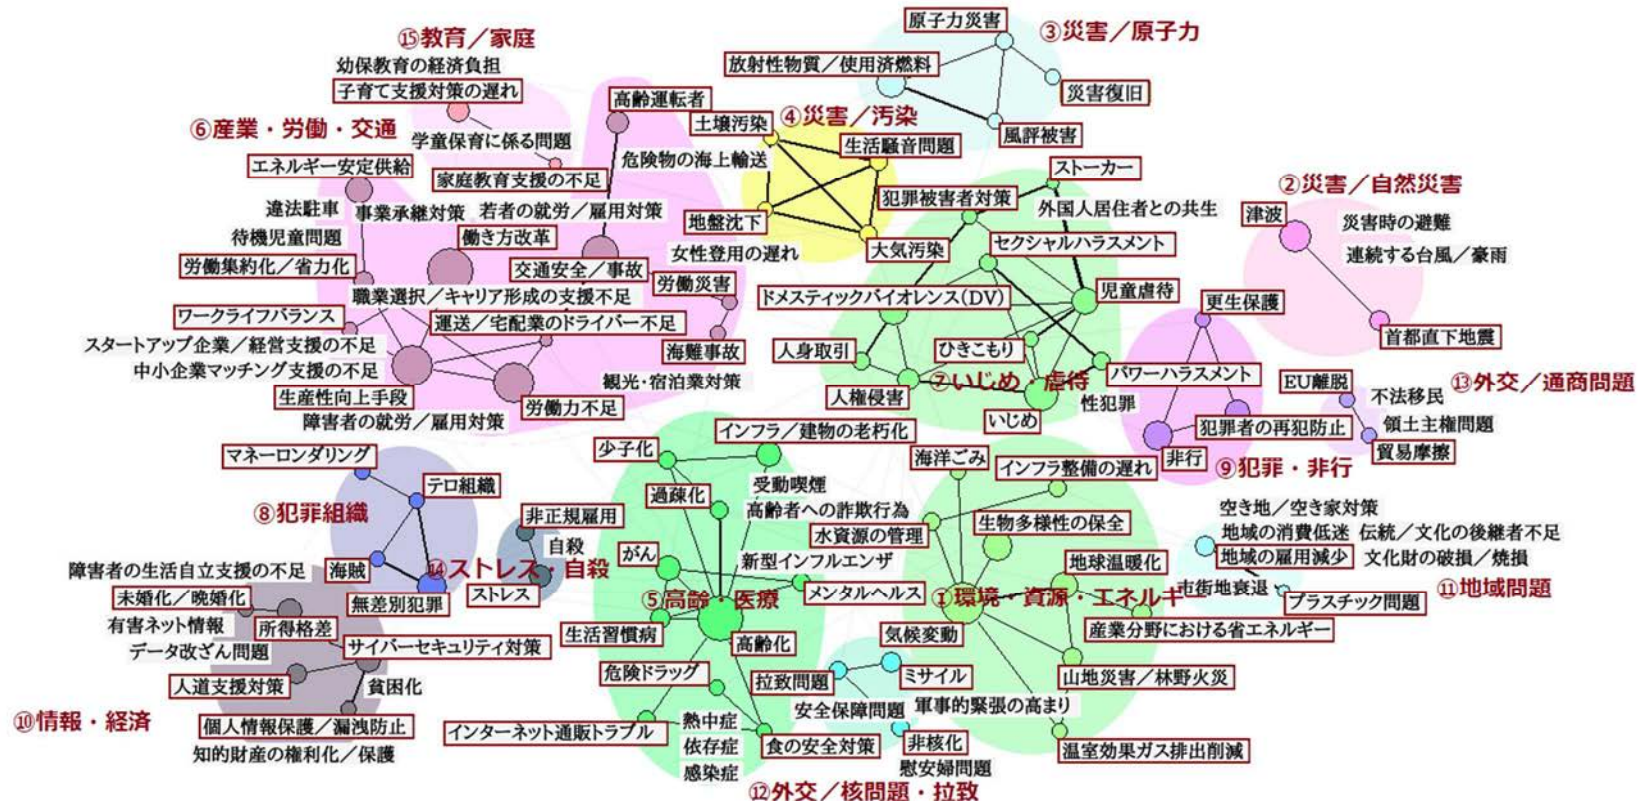 ⑮教育／家庭
幼保教育の経済負担
子育て支援対策の遅れ
学童保育に係る問題
家庭教育支援の不足
⑥産業・労働・交通
高齢運転者
エネルギー安定供給
違法駐車
事業承継対策
若者の就労／雇用対策
待機児童問題
働き方改革
女性登用の遅れ
労働集約化／省力化
交通安全／事故
労働災害
職業選択／キャリア形成の支援不足
ワークライフバランス
運送／宅配業のドライバー不足
スタートアップ企業／経営支援の不足
海難事故
中小企業マッチング支援の不足
観光・宿泊業対策
生産性向上手段
労働力不足
障害者の就労／雇用対策
③災害／原子力
原子力災害
放射性物質／使用済燃料
災害復旧
風評被害
④災害／汚染
土壌汚染
生活騒音問題
危険物の海上輸送
地盤沈下
大気汚染
ストーカー
犯罪被害者対策
外国人居住者との共生
セクシャルハラスメント
ドメスティックバイオレンス(DV)
児童虐待
人身取引
ひきこもり
⑦いじめ・虐待
人権侵害
いじめ
性犯罪
②災害／自然災害
津波
災害時の避難
連続する台風／豪雨
首都直下地震
更生保護
パワーハラスメント
犯罪者の再犯防止
非行
⑨犯罪・非行
⑬外交／通商問題
EU離脱
不法移民
領土主権問題
貿易摩擦
マネーロンダリング
テロ組織
⑧犯罪組織
海賊
無差別犯罪
非正規雇用
自殺
⑭ストレス・自殺
ストレス
障害者の生活自立支援の不足
未婚化／晩婚化
有害ネット情報
所得格差
データ改ざん問題
サイバーセキュリティ対策
人道支援対策
貧困化
⑩情報・経済
個人情報保護／漏洩防止
知的財産の権利化／保護
インフラ／建物の老朽化
少子化
受動喫煙
過疎化
高齢者への詐欺行為
がん
新型インフルエンザ
メンタルヘルス
⑤高齢・医療
生活習慣病
高齢化
危険ドラッグ
インターネット通販トラブル
熱中症
依存症
感染症
食の安全対策
海洋ごみ
インフラ整備の遅れ
水資源の管理
生物多様性の保全
地球温暖化
①環境・資源・エネルギー
気候変動
産業分野における省エネルギー
山地災害／林野火災
温室効果ガス排出削減
空き地／空き家対策
地域の消費低迷
伝統／文化の後継者不足
地域の雇用減少
文化財の破損／焼損
市街地衰退
プラスチック問題
⑪地域問題
拉致問題
ミサイル
安全保障問題
軍事的緊張の高まり
非核化
慰安婦問題
⑫外交／核問題・拉致